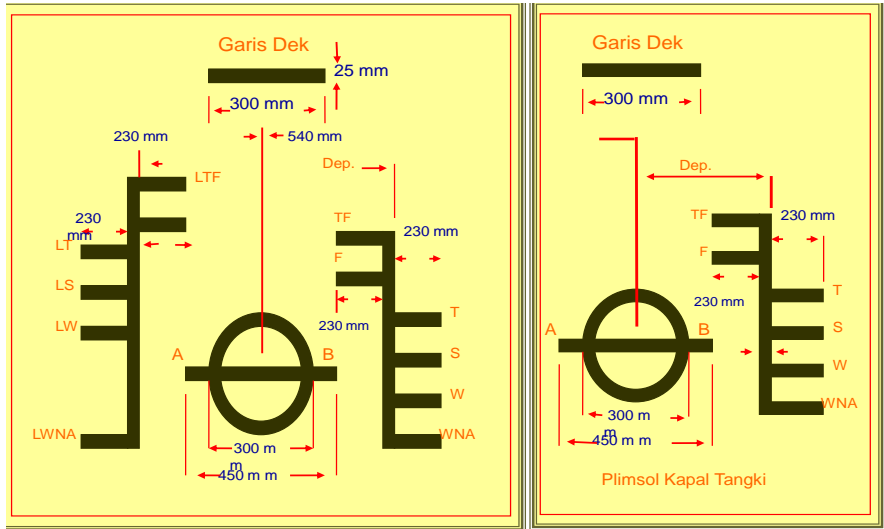 Garis Dek
25 mm
300 mm
230 mm
540 mm
Dep.
LTF
TF
230 mm
230
mm
LT
F
LS
230 mm
T
LW
A
B
S
W
LWNA
WNA
300 m
m
450 m m
Garis Dek
300 mm
Dep.
TF
230 mm
F
T
230 mm
A
B
S
W
WNA
300 m
m
450 m m
Plimsol Kapal Tangki